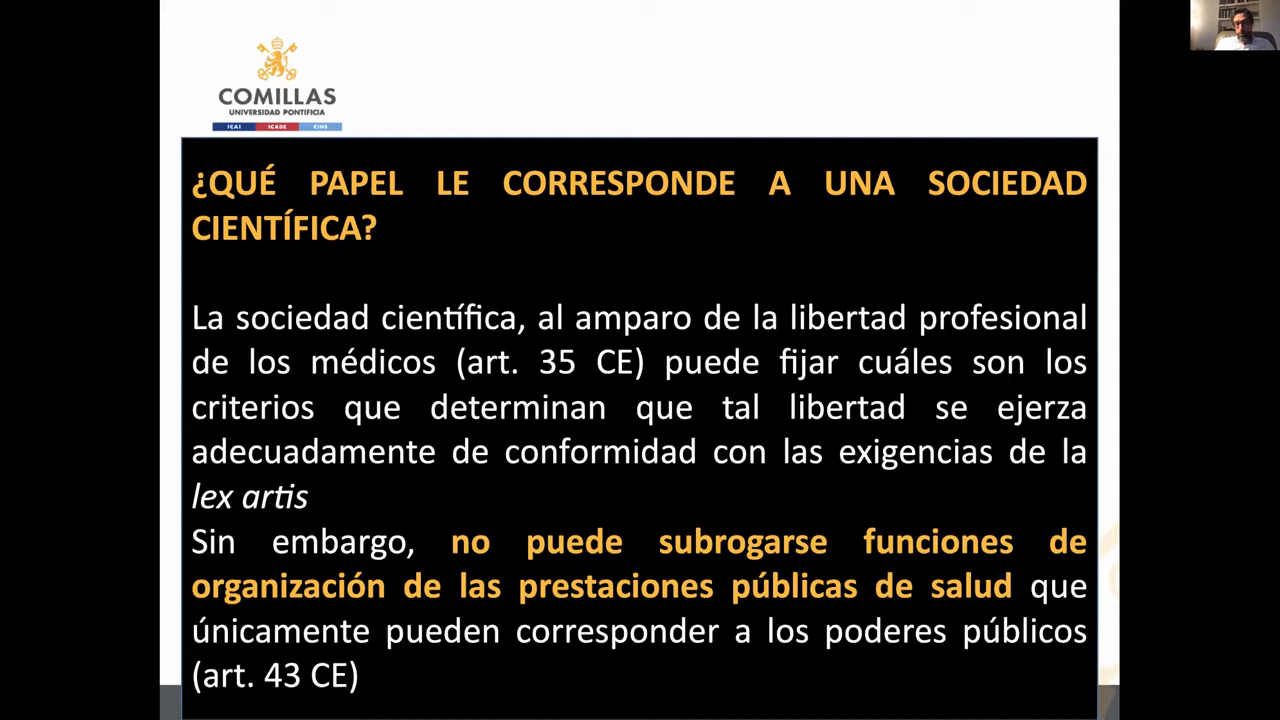 COMILLAS
UNIVERSIDAD PONTIFICIA
ICAI ICADE CIHS
¿QUÉ PAPEL LE CORRESPONDE A UNA SOCIEDAD
CIENTÍFICA?
La sociedad científica, al amparo de la libertad profesional
de los médicos (art. 35 CE) puede fijar cuáles son los
criterios que determinan que tal libertad se ejerza
adecuadamente de conformidad con las exigencias de la
lex artis
Sin embargo, no puede subrogarse funciones de
organización de las prestaciones públicas de salud que
únicamente pueden corresponder a los poderes públicos
(art. 43 CE)